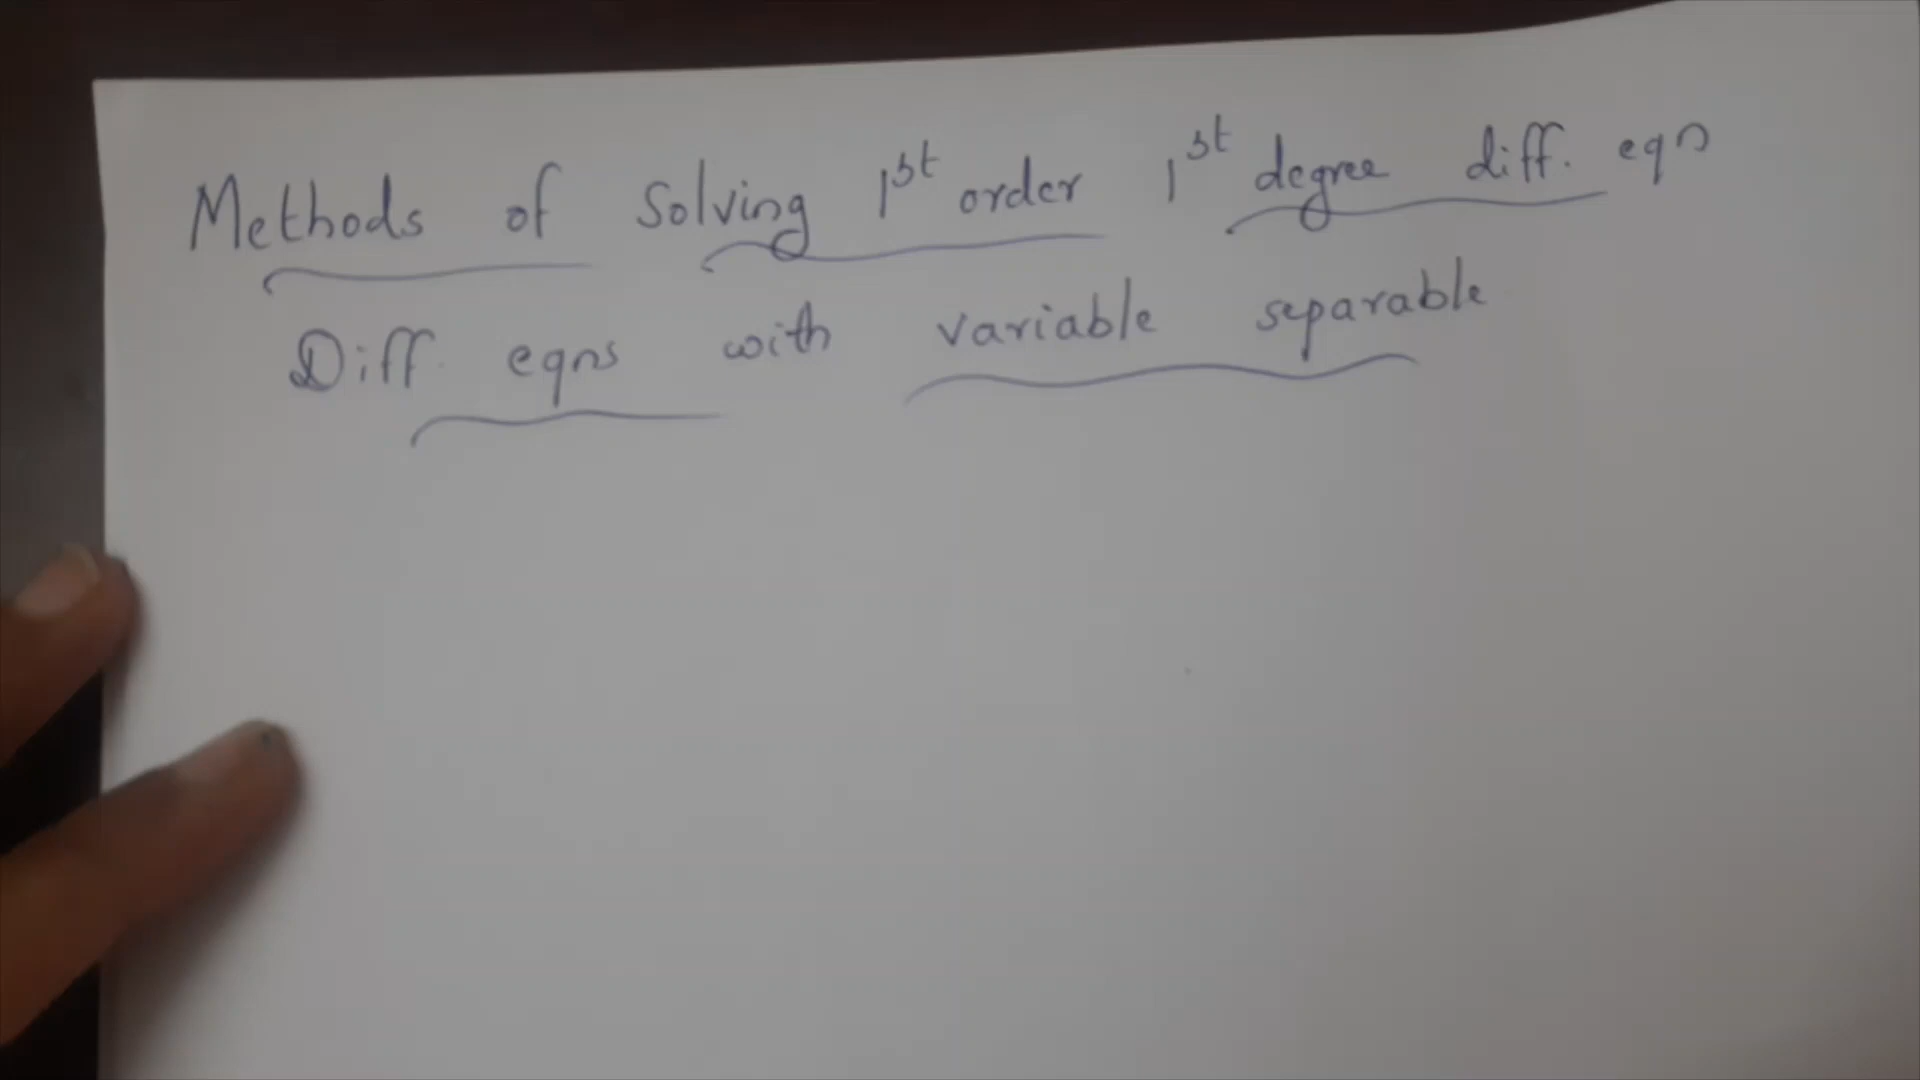 Methods of Solving 1st order 1st degree diff. eqn
Diff. eqns with variable separable